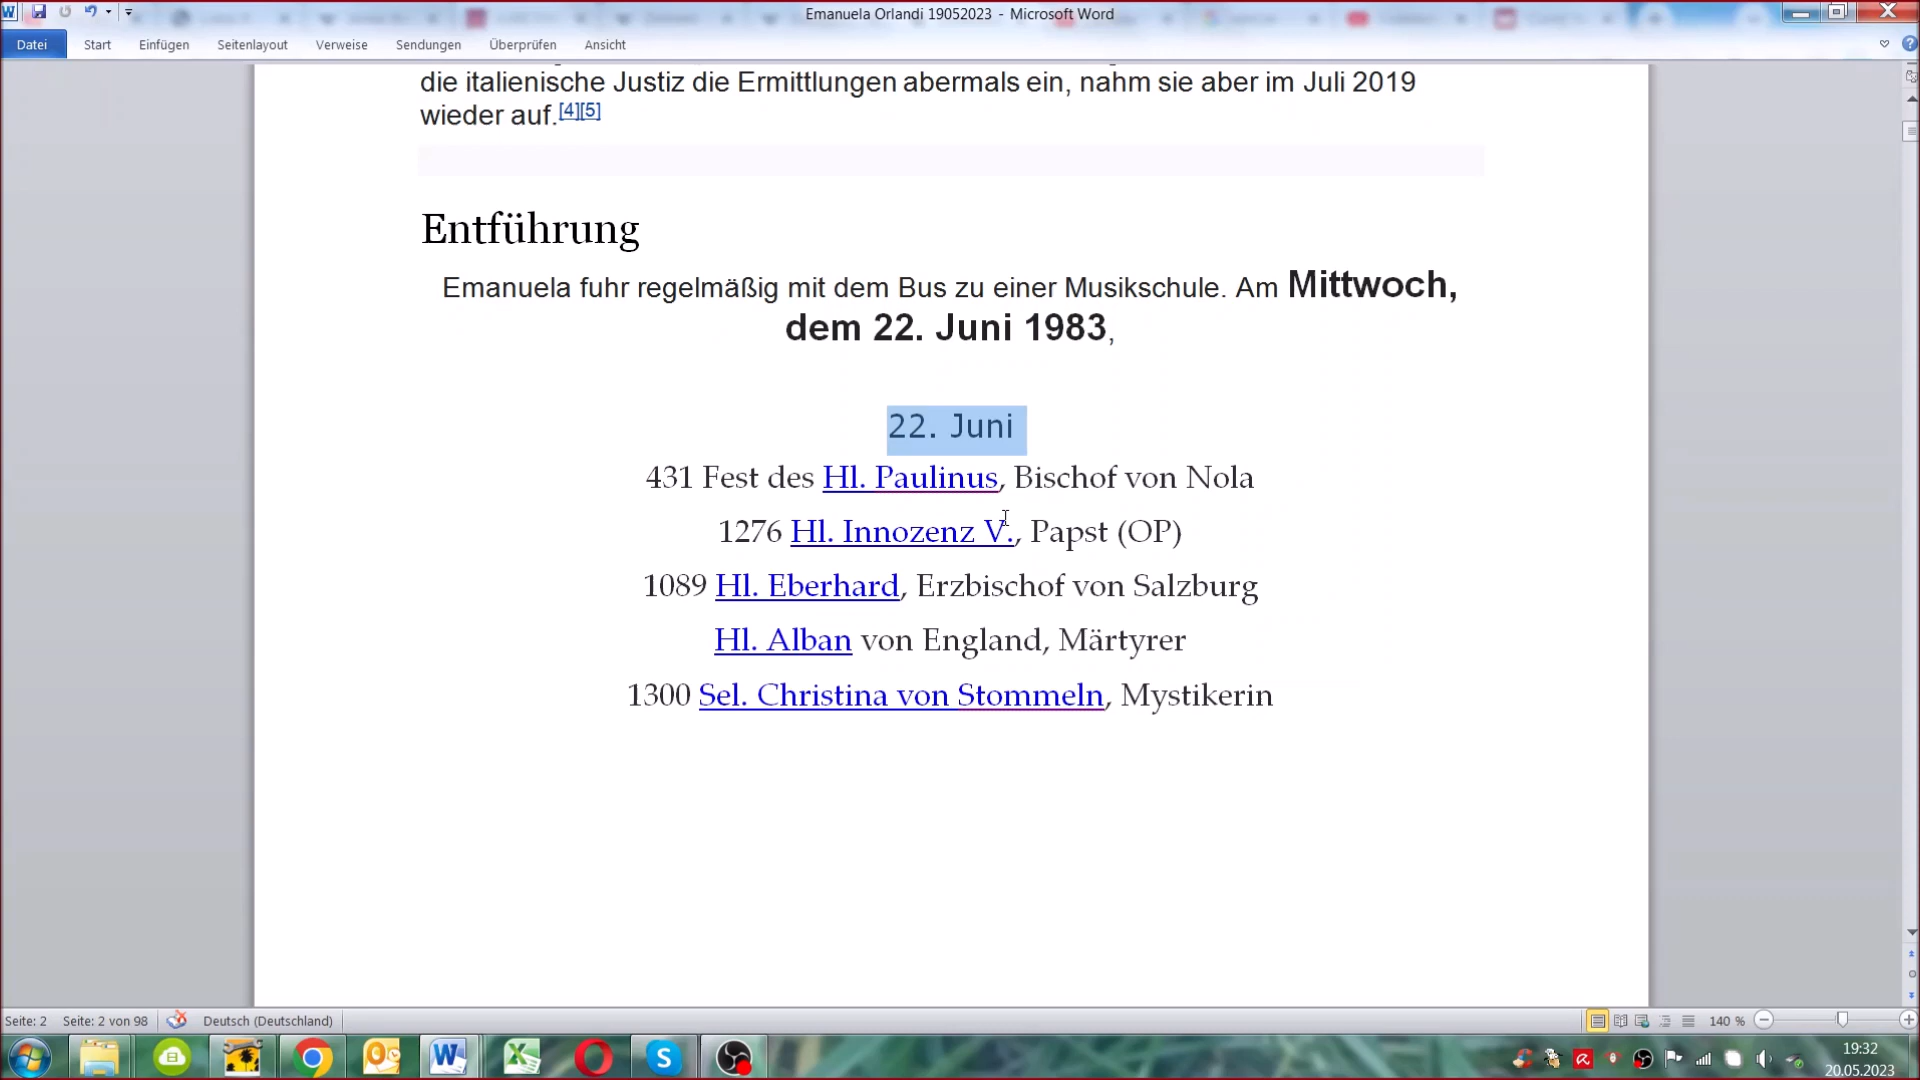 Emanuela Orlandi 19052023 - Microsoft Word
Datei Start Einfügen Seitenlayout Verweise Sendungen Überprüfen Ansicht
die italienische Justiz die Ermittlungen abermals ein, nahm sie aber im Juli 2019
wieder auf.[4][5]
Entführung
Emanuela fuhr regelmäßig mit dem Bus zu einer Musikschule. Am Mittwoch,
dem 22. Juni 1983,
22. Juni
431 Fest des Hl. Paulinus, Bischof von Nola
1276 Hl. Innozenz V., Papst (OP)
1089 Hl. Eberhard, Erzbischof von Salzburg
Hl. Alban von England, Märtyrer
1300 Sel. Christina von Stommeln, Mystikerin
Seite: 2 Seite: 2 von 98 Deutsch (Deutschland) 140 %
19:32
20.05.2023